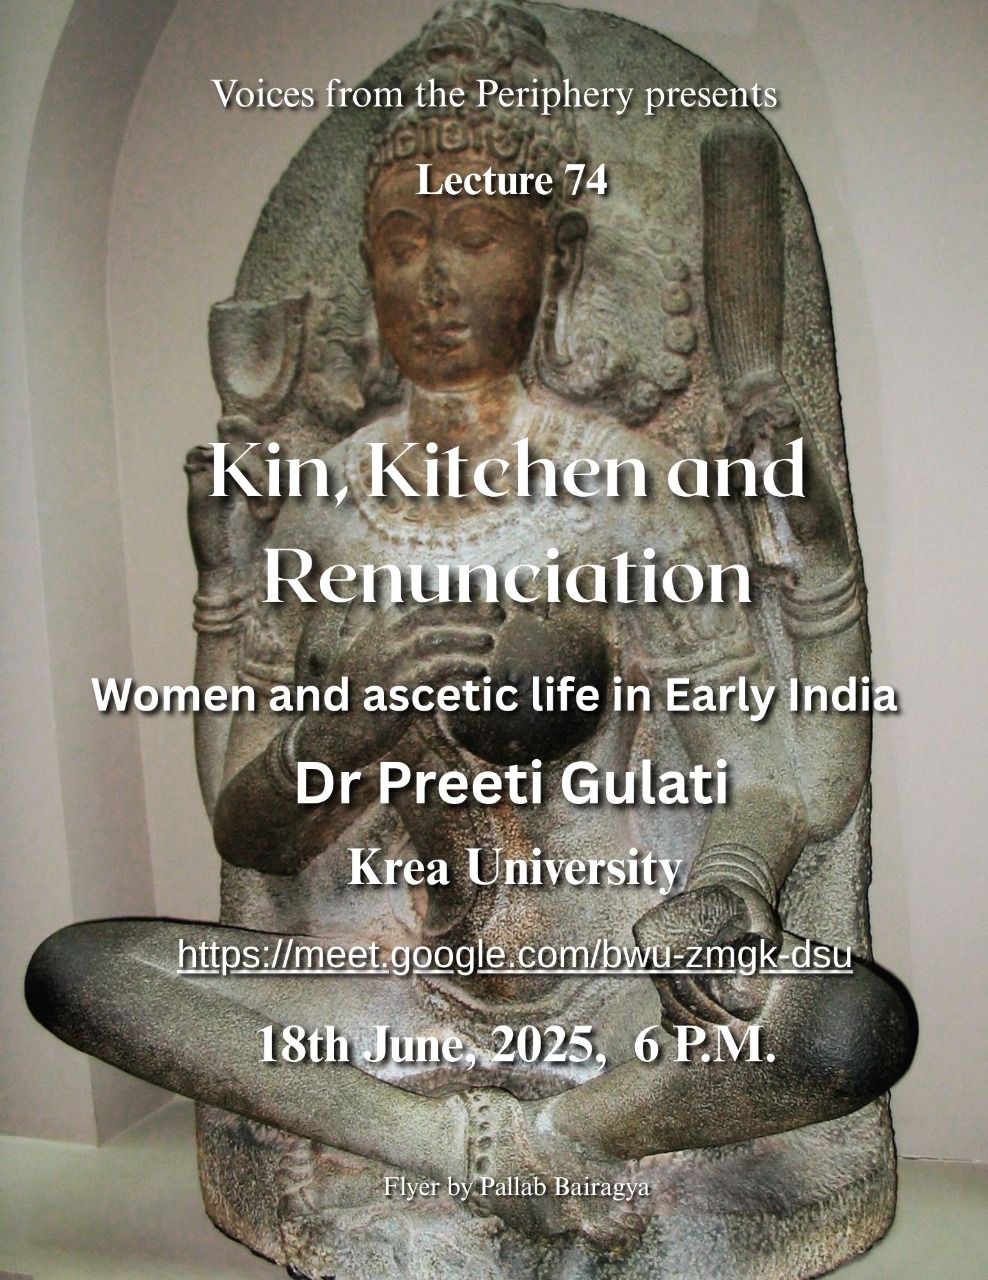 Voices from the Periphery presents
Lecture 74
Kin, Kitchen and
Renunciation
Women and ascetic life in Early India
Dr Preeti Gulati
Krea University
https://meet.google.com/bwu-zmgk-dsu
18th June, 2025, 6 P.M.
Flyer by Pallab Bairagya